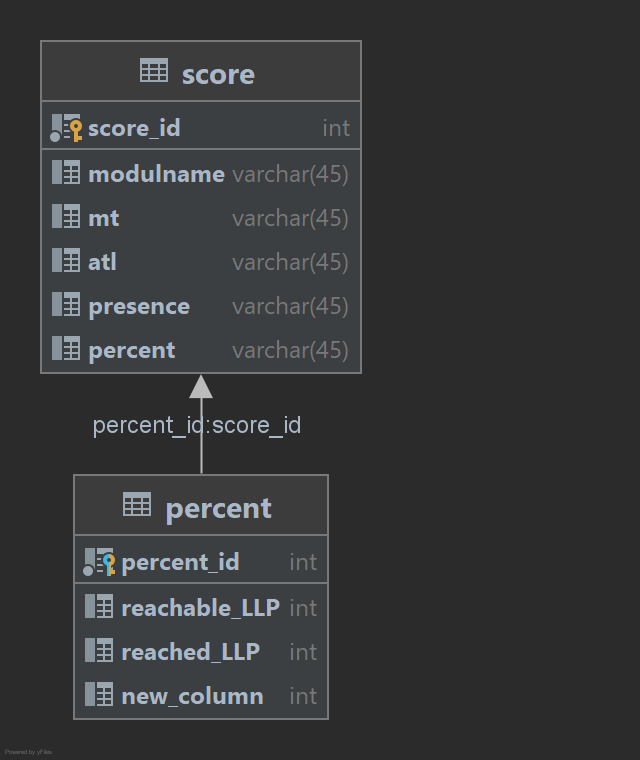 score
score_id int
modulname varchar(45)
mt varchar(45)
atl varchar(45)
presence varchar(45)
percent varchar(45)
percent_id:score_id
percent
percent_id int
reachable_LLP int
reached_LLP int
new_column int
Powered by yFiles